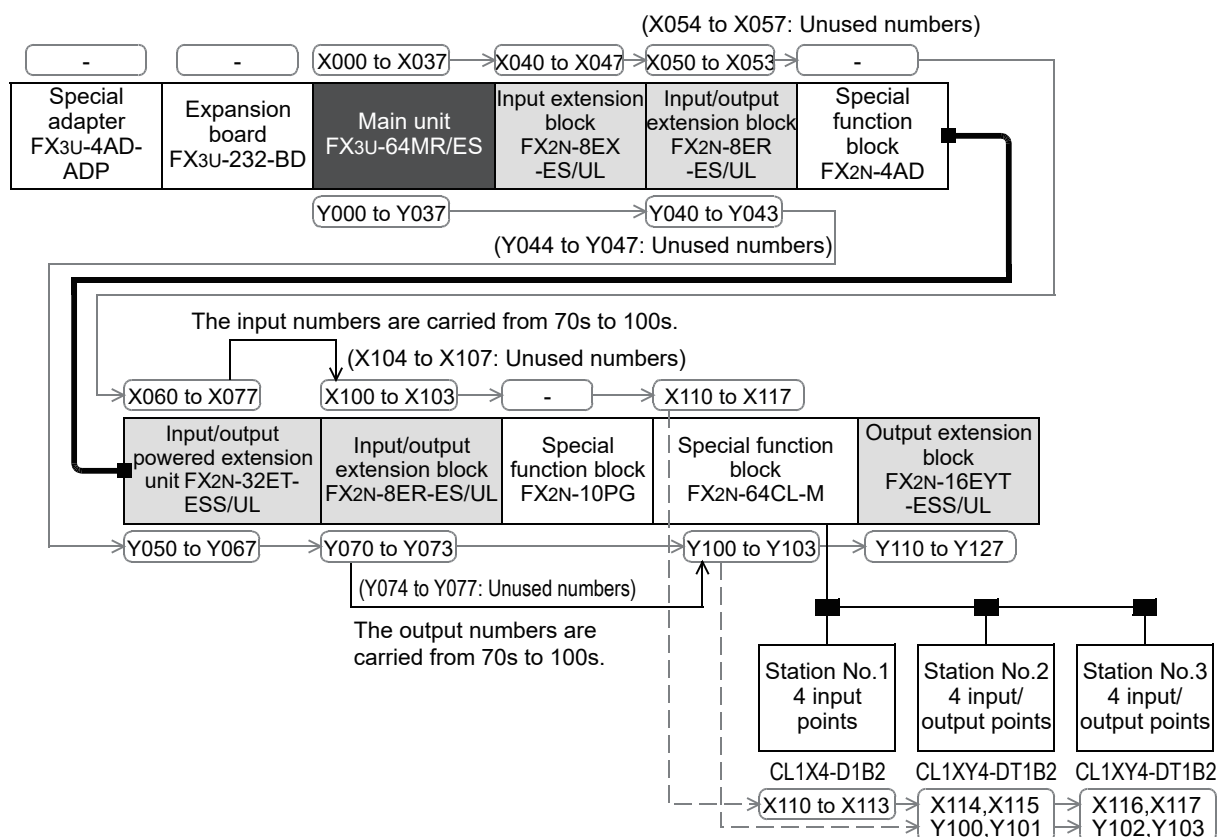 (X054 to X057: Unused numbers)
-
-
X000 to X037
X040 to X047
X050 to X053
-
Special
adapter
FX3U-4AD-
ADP
Expansion
board
FX3U-232-BD
Main unit
FX3U-64MR/ES
Input extension
block
FX2N-8EX
-ES/UL
Input/output
extension block
FX2N-8ER
-ES/UL
Special
function
block
FX2N-4AD
Y000 to Y037
Y040 to Y043
(Y044 to Y047: Unused numbers)
The input numbers are carried from 70s to 100s.
(X104 to X107: Unused numbers)
X060 to X077
X100 to X103
-
X110 to X117
Input/output
powered extension
unit FX2N-32ET-
ESS/UL
Input/output
extension block
FX2N-8ER-ES/UL
Special
function block
FX2N-10PG
Special function
block
FX2N-64CL-M
Output extension
block
FX2N-16EYT
-ESS/UL
Y050 to Y067
Y070 to Y073
Y100 to Y103
Y110 to Y127
(Y074 to Y077: Unused numbers)
The output numbers are
carried from 70s to 100s.
Station No.1
4 input
points
Station No.2
4 input/
output points
Station No.3
4 input/
output points
CL1X4-D1B2
CL1XY4-DT1B2
CL1XY4-DT1B2
X110 to X113
X114,X115
Y100,Y101
X116,X117
Y102,Y103